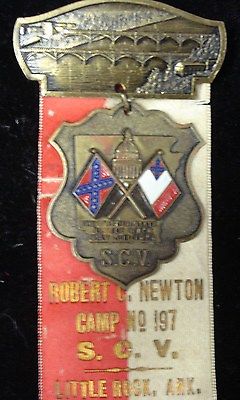 S.C.V.
ROBERT C. NEWTON
CAMP NO 197
S. C. V.
LITTLE ROCK, ARK.